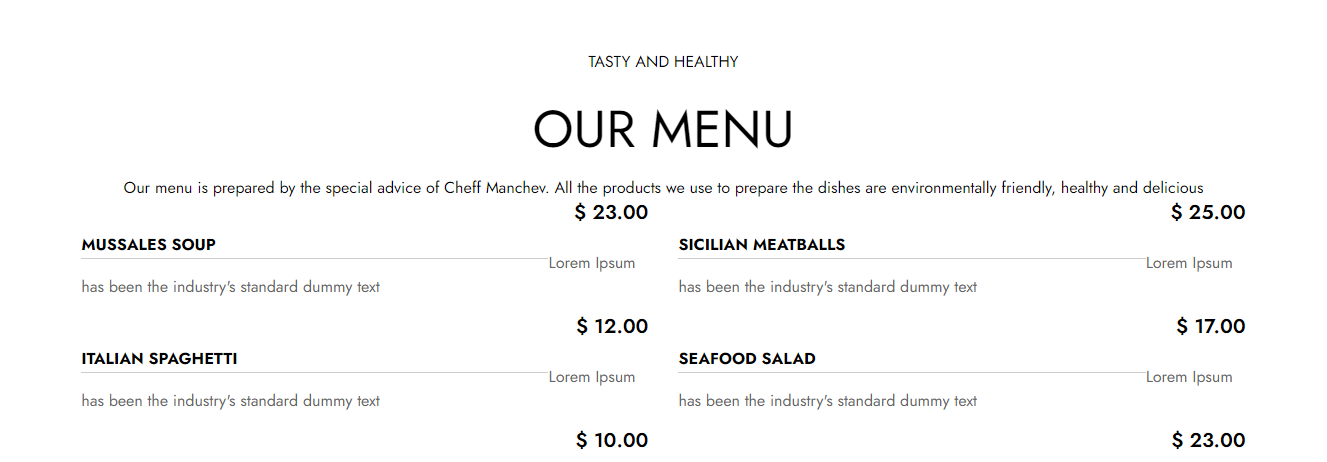 TASTY AND HEALTHY
OUR MENU
Our menu is prepared by the special advice of Cheff Manchev. All the products we use to prepare the dishes are environmentally friendly, healthy and delicious
$ 23.00
MUSSALES SOUP
Lorem Ipsum
has been the industry's standard dummy text
$ 25.00
SICILIAN MEATBALLS
Lorem Ipsum
has been the industry's standard dummy text
$ 12.00
ITALIAN SPAGHETTI
Lorem Ipsum
has been the industry's standard dummy text
$ 17.00
SEAFOOD SALAD
Lorem Ipsum
has been the industry's standard dummy text
$ 10.00
$ 23.00